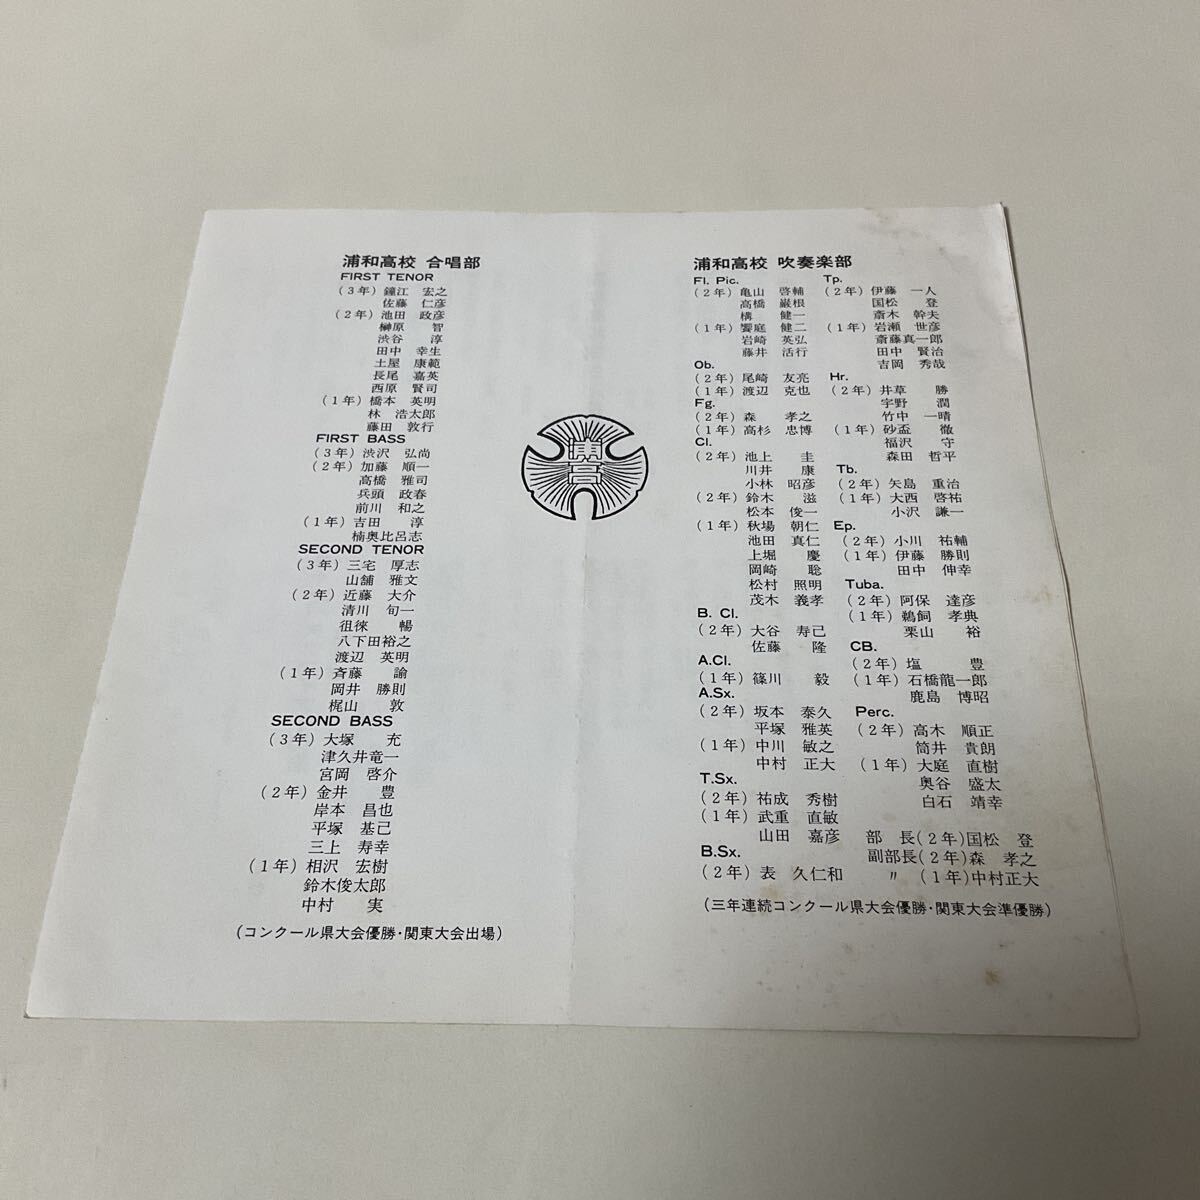 浦和高校 合唱部
FIRST TENOR
(3年) 鐘江 宏之
佐藤 仁彦
(2年) 池田 政彦
榊原 智
渋谷 淳
田中 幸生
土屋 康範
長尾 嘉英
西原 賢司
(1年) 橋本 英明
林 浩太郎
藤田 敦行
FIRST BASS
(3年) 渋沢 弘尚
(2年) 加藤 順一
高橋 雅司
兵頭 政春
前川 和之
(1年) 吉田 淳
楠奥比呂志
SECOND TENOR
(3年) 三宅 厚志
山舗 雅文
(2年) 近藤 大介
清川 旬一
徂徠 暢
八下田裕之
渡辺 英明
(1年) 斉藤 諭
岡井 勝則
梶山 敦
SECOND BASS
(3年) 大塚 充
津久井竜一
宮岡 啓介
(2年) 金井 豊
岸本 昌也
平塚 基己
三上 寿幸
(1年) 相沢 宏樹
鈴木俊太郎
中村 実
(コンクール県大会優勝・関東大会出場)
浦高
浦和高校 吹奏楽部
Fl. Pic.
(2年) 亀山 啓輔
高橋 巌根
構 健一
(1年) 饗庭 健二
岩崎 英弘
藤井 活行
Ob.
(2年) 尾崎 友亮
(1年) 渡辺 克也
Fg.
(2年) 森 孝之
(1年) 高杉 忠博
Cl.
(2年) 池上 圭
川井 康
小林 昭彦
(2年) 鈴木 滋
松本 俊一
(1年) 秋場 朝仁
池田 真仁
上堀 慶
岡崎 聡
松村 照明
茂木 義孝
B. Cl.
(2年) 大谷 寿己
佐藤 隆
A.Cl.
(1年) 篠川 毅
A.Sx.
(2年) 坂本 泰久
平塚 雅英
(1年) 中川 敏之
中村 正大
T.Sx.
(2年) 祐成 秀樹
(1年) 武重 直敏
山田 嘉彦
B.Sx.
(2年) 表 久仁和
Tp.
(2年) 伊藤 一人
国松 登
斎木 幹夫
(1年) 岩瀬 世彦
斎藤真一郎
田中 賢治
吉岡 秀哉
Hr.
(2年) 井草 勝
宇野 潤
竹中 一晴
(1年) 砂盃 徹
福沢 守
森田 哲平
Tb.
(2年) 矢島 重治
(1年) 大西 啓祐
小沢 謙一
Ep.
(2年) 小川 祐輔
(1年) 伊藤 勝則
田中 伸幸
Tuba.
(2年) 阿保 達彦
(1年) 鵜飼 孝典
栗山 裕
CB.
(2年) 塩 豊
(1年) 石橋龍一郎
鹿島 博昭
Perc.
(2年) 高木 順正
筒井 貴朗
(1年) 大庭 直樹
奥谷 盛太
白石 靖幸
部 長(2年)国松 登
副部長(2年)森 孝之
〃 (1年)中村正大
(三年連続コンクール県大会優勝・関東大会準優勝)